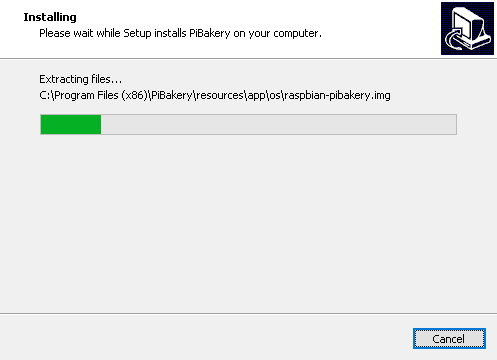 Installing
Please wait while Setup installs PiBakery on your computer.
Extracting files...
C:\Program Files (x86)\PiBakery\resources\app\os\raspbian-pibakery.img
Cancel